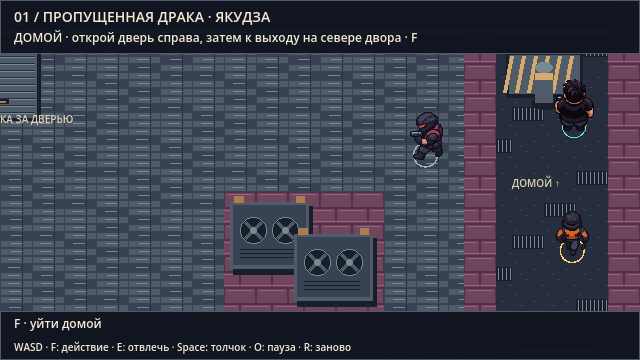 01 / ПРОПУЩЕННАЯ ДРАКА · ЯКУДЗА
ДОМОЙ · открой дверь справа, затем к выходу на севере двора · F
КА ЗА ДВЕРЬЮ
ДОМОЙ ↑
F · уйти домой
WASD · F: действие · E: отвлечь · Space: толчок · O: пауза · R: заново